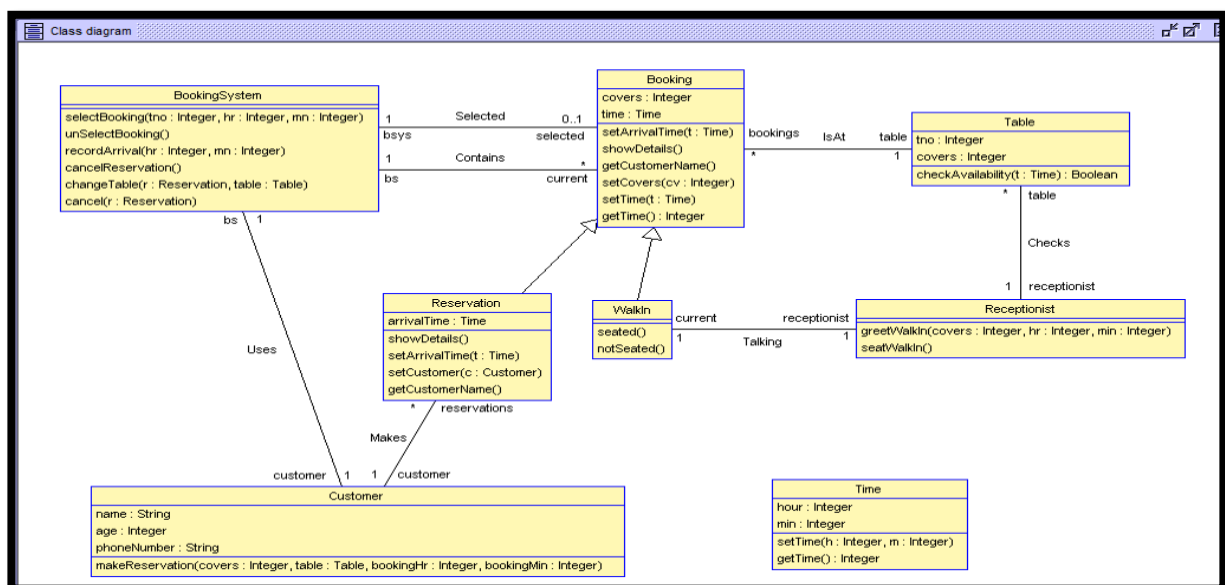 Class diagram
BookingSystem
selectBooking(tno : Integer, hr : Integer, mn : Integer)
unSelectBooking()
recordArrival(hr : Integer, mn : Integer)
cancelReservation()
changeTable(r : Reservation, table : Table)
cancel(r : Reservation)
bs 1
1 Selected 0..1
bsys selected
1 Contains *
bs current
Booking
covers : Integer
time : Time
setArrivalTime(t : Time)
showDetails()
getCustomerName()
setCovers(cv : Integer)
setTime(t : Time)
getTime() : Integer
bookings IsAt table
* 1
Table
tno : Integer
covers : Integer
checkAvailability(t : Time) : Boolean
* table
Checks
1 receptionist
Reservation
arrivalTime : Time
showDetails()
setArrivalTime(t : Time)
setCustomer(c : Customer)
getCustomerName()
* reservations
WalkIn
seated()
notSeated()
current receptionist
1 Talking 1
Receptionist
greetWalkIn(covers : Integer, hr : Integer, min : Integer)
seatWalkIn()
Uses
Makes
customer 1 1 customer
Customer
name : String
age : Integer
phoneNumber : String
makeReservation(covers : Integer, table : Table, bookingHr : Integer, bookingMin : Integer)
Time
hour : Integer
min : Integer
setTime(h : Integer, m : Integer)
getTime() : Integer